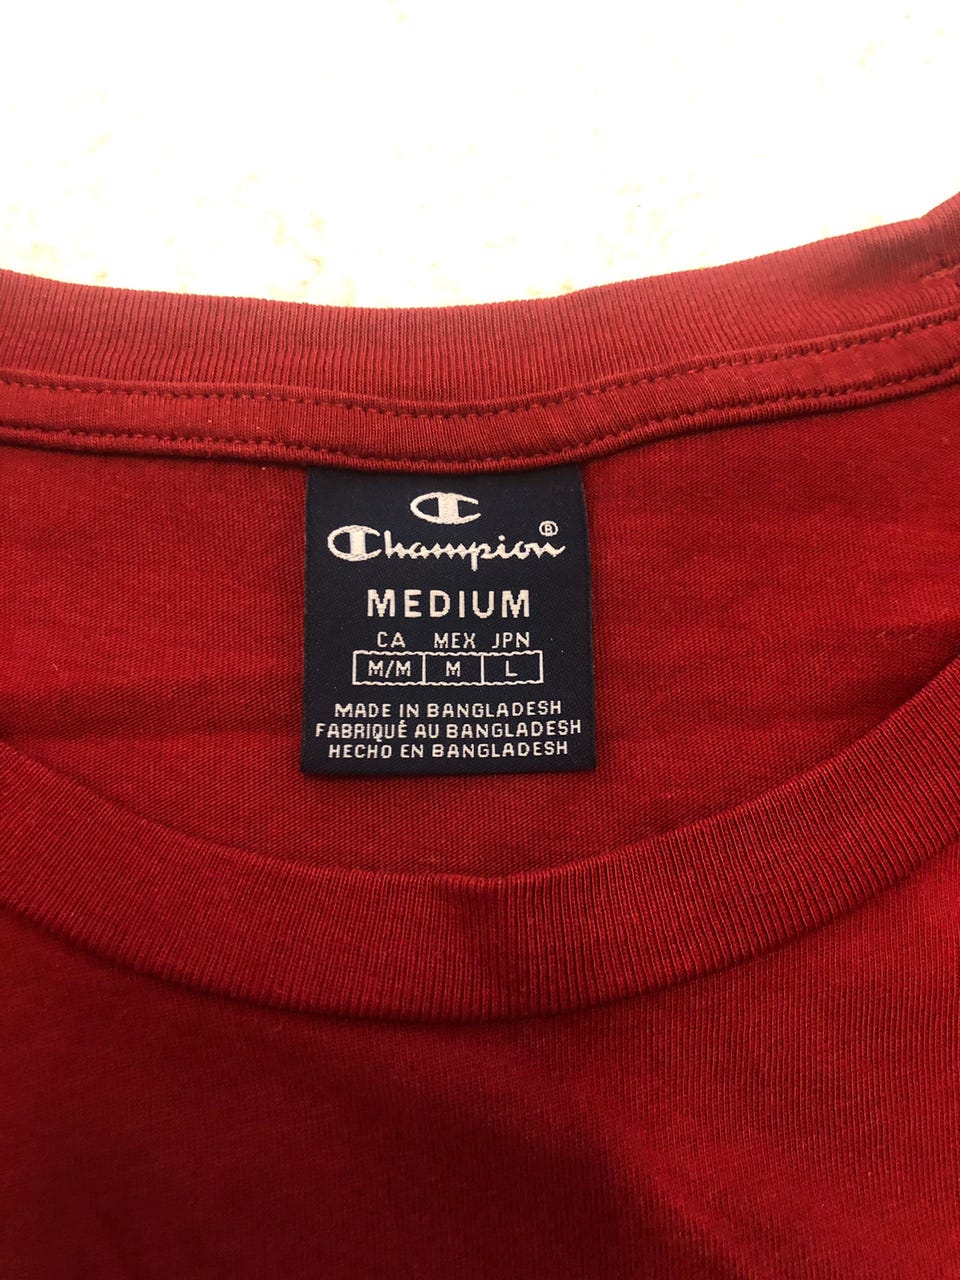 Champion®
MEDIUM
CA MEX JPN
M/M M L
MADE IN BANGLADESH
FABRIQUÉ AU BANGLADESH
HECHO EN BANGLADESH